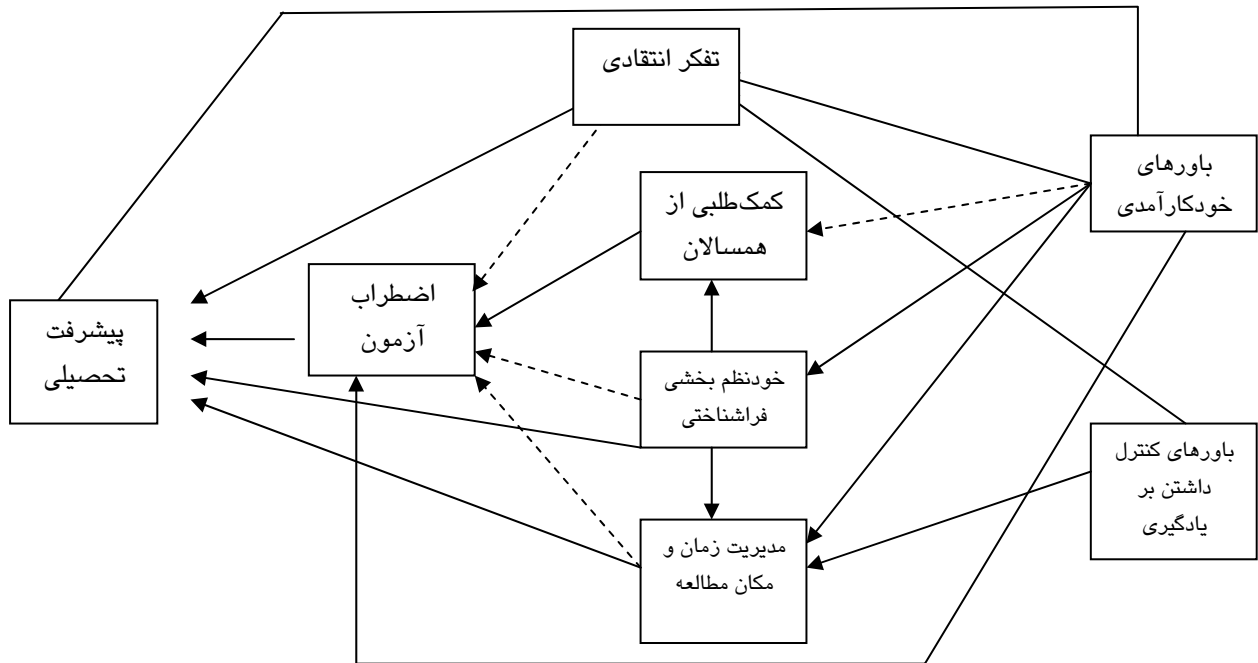 تفکر انتقادی
باورهای
خودکارآمدی
کمک‌طلبی از
همسالان
اضطراب
آزمون
پیشرفت
تحصیلی
خودنظم بخشی
فراشناختی
باورهای کنترل
داشتن بر
یادگیری
مدیریت زمان و
مکان مطالعه